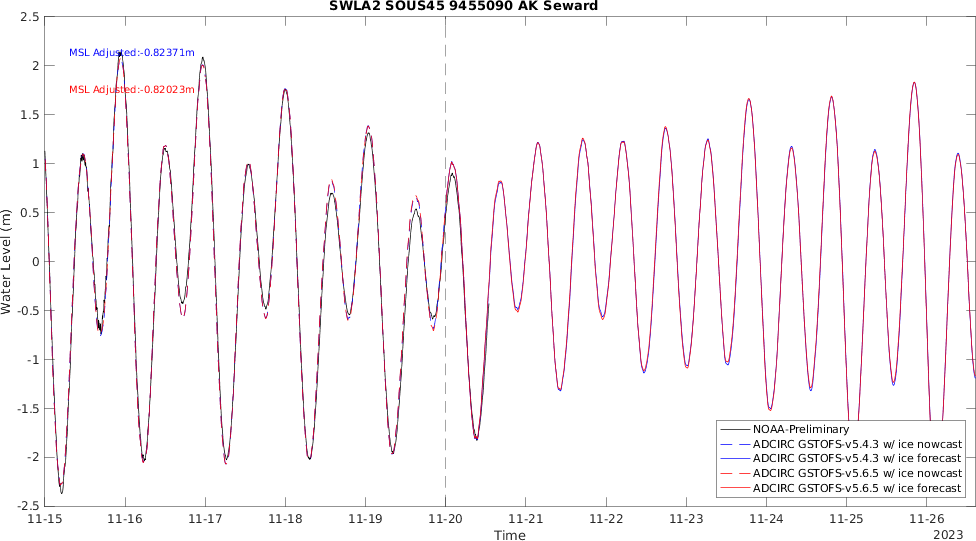 SWLA2 SOUS45 9455090 AK Seward
2.5
2
1.5
1
0.5
0
-0.5
-1
-1.5
-2
-2.5
Water Level (m)
MSL Adjusted:-0.82371m
MSL Adjusted:-0.82023m
NOAA-Preliminary
ADCIRC GSTOFS-v5.4.3 w/ ice nowcast
ADCIRC GSTOFS-v5.4.3 w/ ice forecast
ADCIRC GSTOFS-v5.6.5 w/ ice nowcast
ADCIRC GSTOFS-v5.6.5 w/ ice forecast
11-15 11-16 11-17 11-18 11-19 11-20 11-21 11-22 11-23 11-24 11-25 11-26
Time
2023